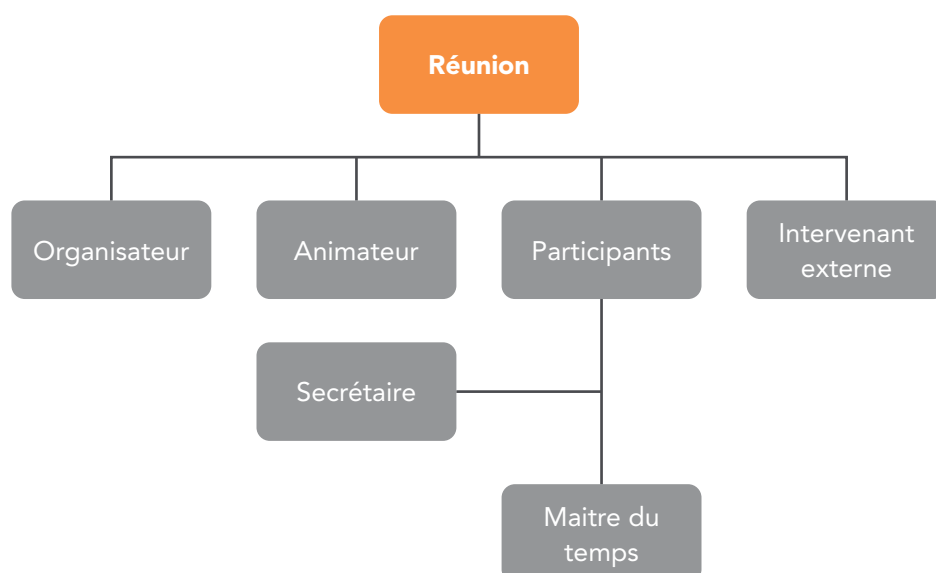 Réunion
Organisateur
Animateur
Participants
Intervenant
externe
Secrétaire
Maitre du
temps